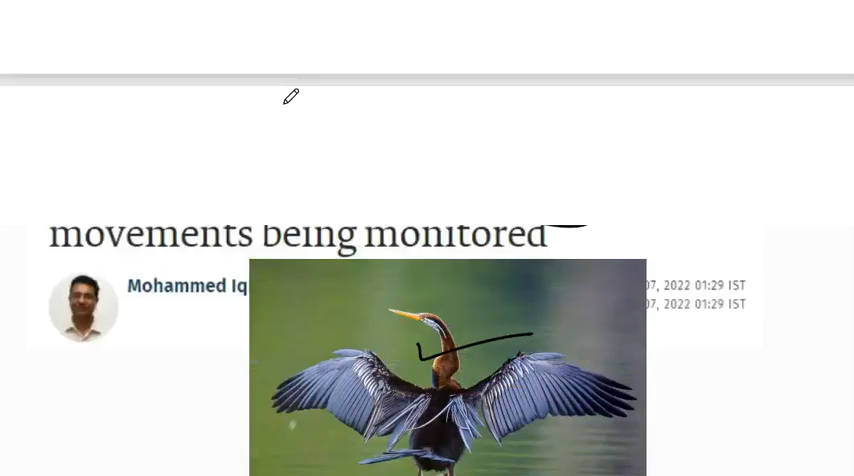 movements being monitored
Mohammed Iq
07, 2022 01:29 IST
07, 2022 01:29 IST